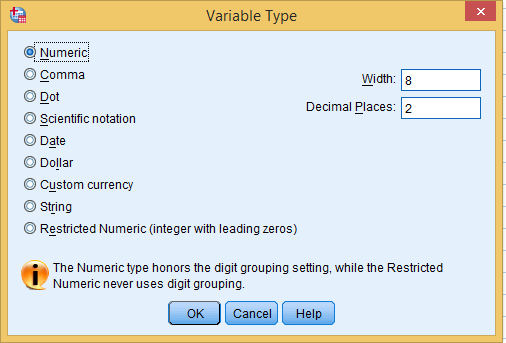 Variable Type
Numeric
Comma
Dot
Scientific notation
Date
Dollar
Custom currency
String
Restricted Numeric (integer with leading zeros)
Width: 8
Decimal Places: 2
The Numeric type honors the digit grouping setting, while the Restricted
Numeric never uses digit grouping.
OK Cancel Help